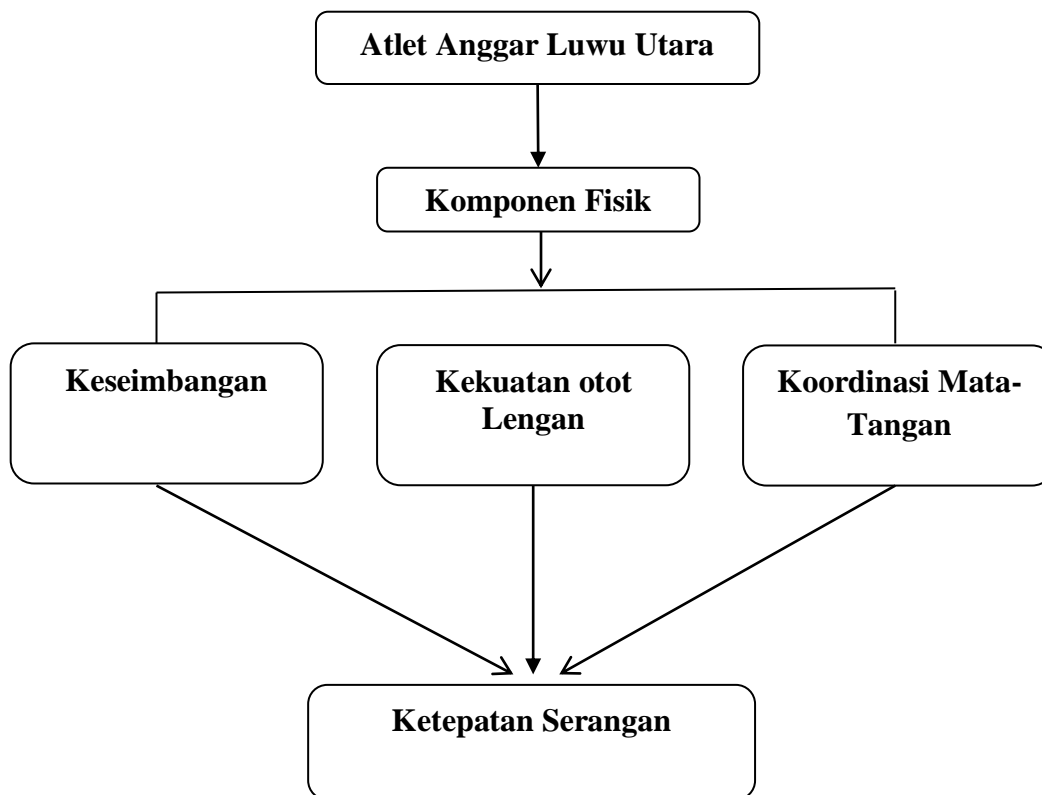 Atlet Anggar Luwu Utara
Komponen Fisik
Keseimbangan
Kekuatan otot
Lengan
Koordinasi Mata-
Tangan
Ketepatan Serangan